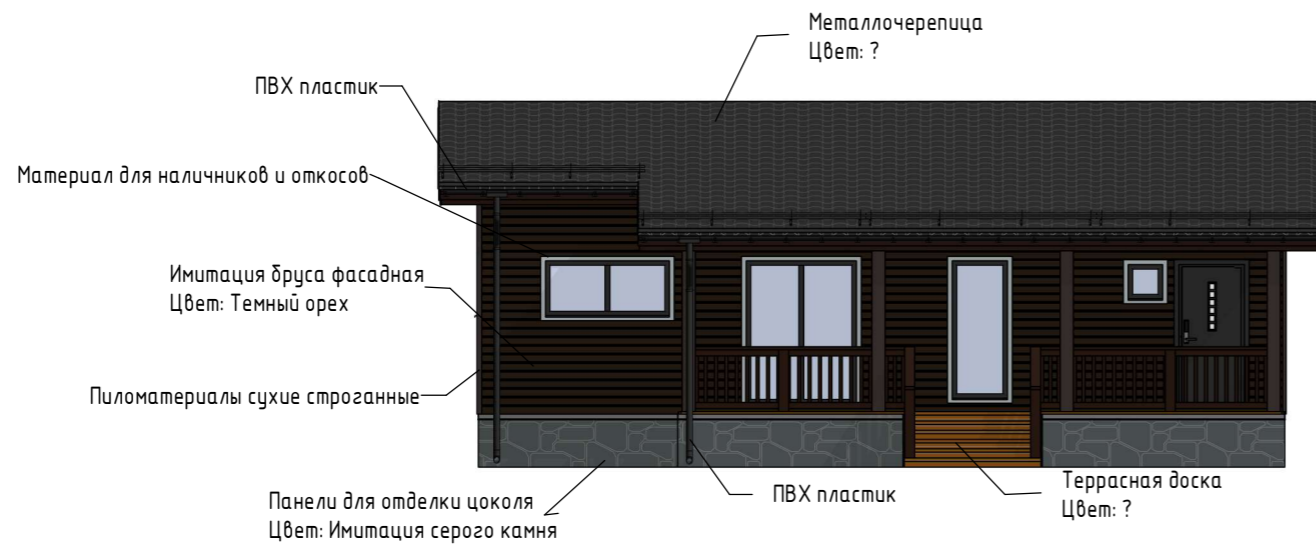 Металлочерепица
Цвет: ?
ПВХ пластик
Материал для наличников и откосов
Имитация бруса фасадная
Цвет: Темный орех
Пиломатериалы сухие строганные
Панели для отделки цоколя
Цвет: Имитация серого камня
ПВХ пластик
Террасная доска
Цвет: ?